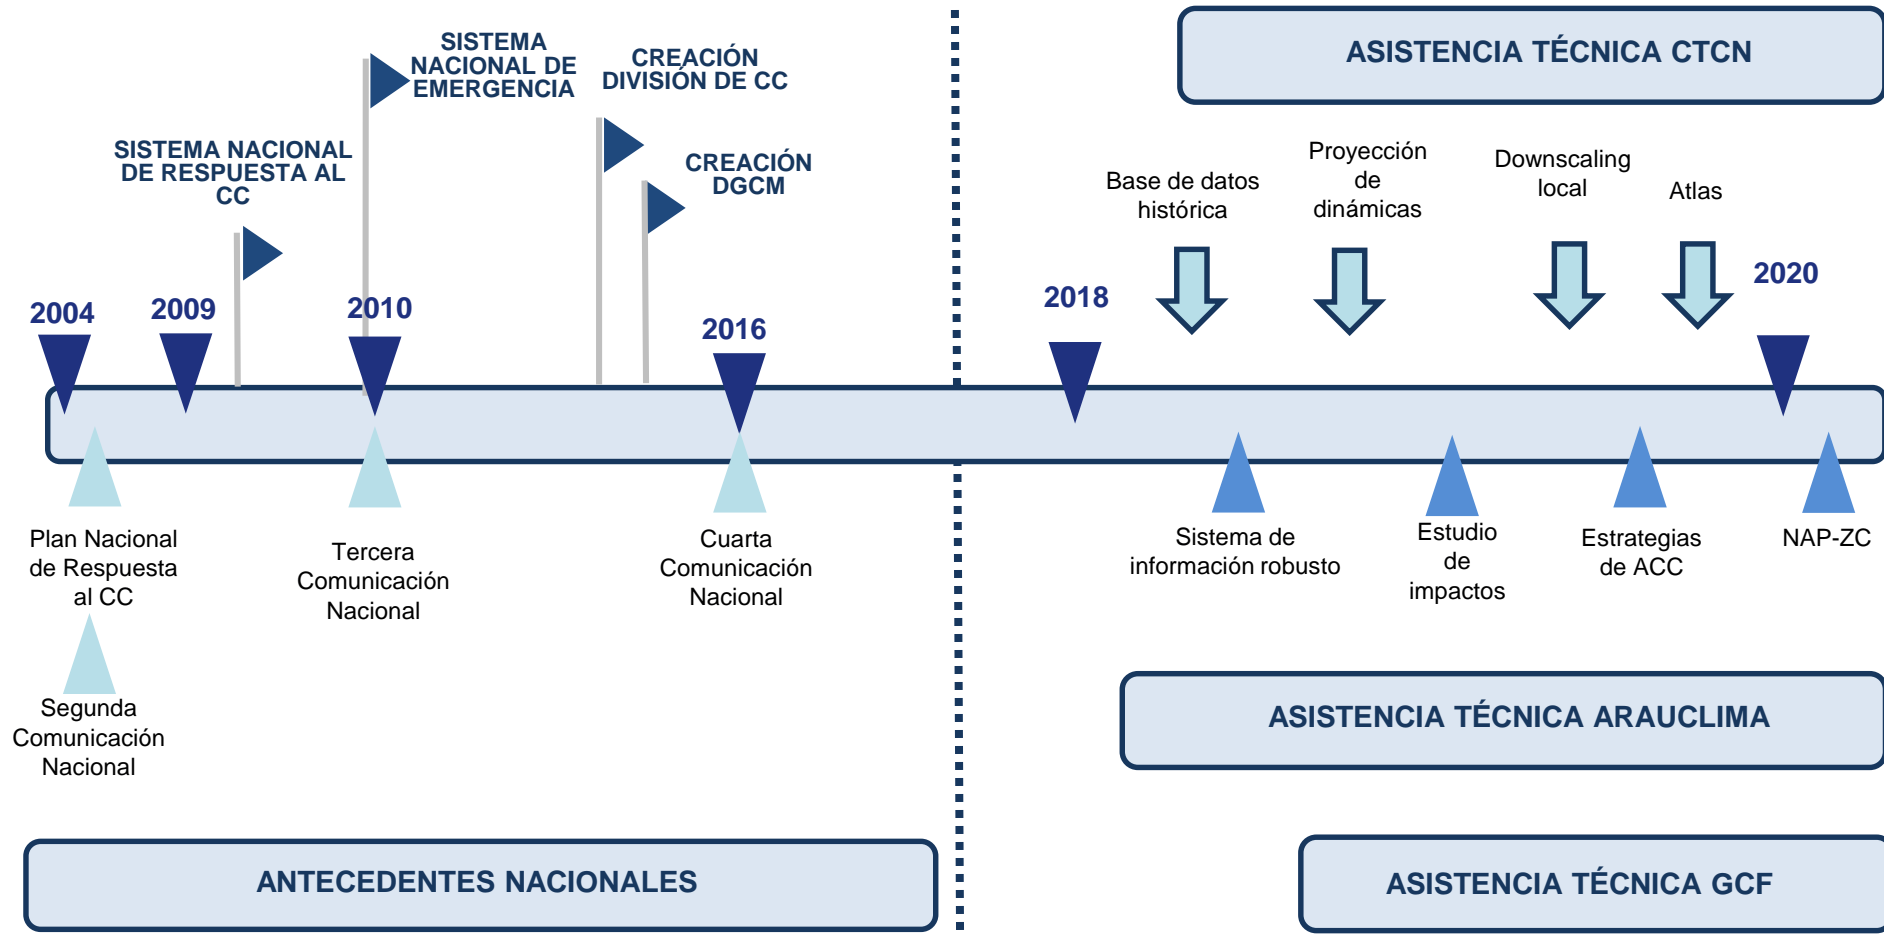 SISTEMA
NACIONAL DE
EMERGENCIA
CREACIÓN
DIVISIÓN DE CC
SISTEMA NACIONAL
DE RESPUESTA AL
CC
CREACIÓN
DGCM
2004
2009
2010
2016
Plan Nacional
de Respuesta
al CC
Segunda
Comunicación
Nacional
Tercera
Comunicación
Nacional
Cuarta
Comunicación
Nacional
ANTECEDENTES NACIONALES
ASISTENCIA TÉCNICA CTCN
Base de datos
histórica
Proyección
de
dinámicas
Downscaling
local
Atlas
2018
2020
Sistema de
información robusto
Estudio
de
impactos
Estrategias
de ACC
NAP-ZC
ASISTENCIA TÉCNICA ARAUCLIMA
ASISTENCIA TÉCNICA GCF